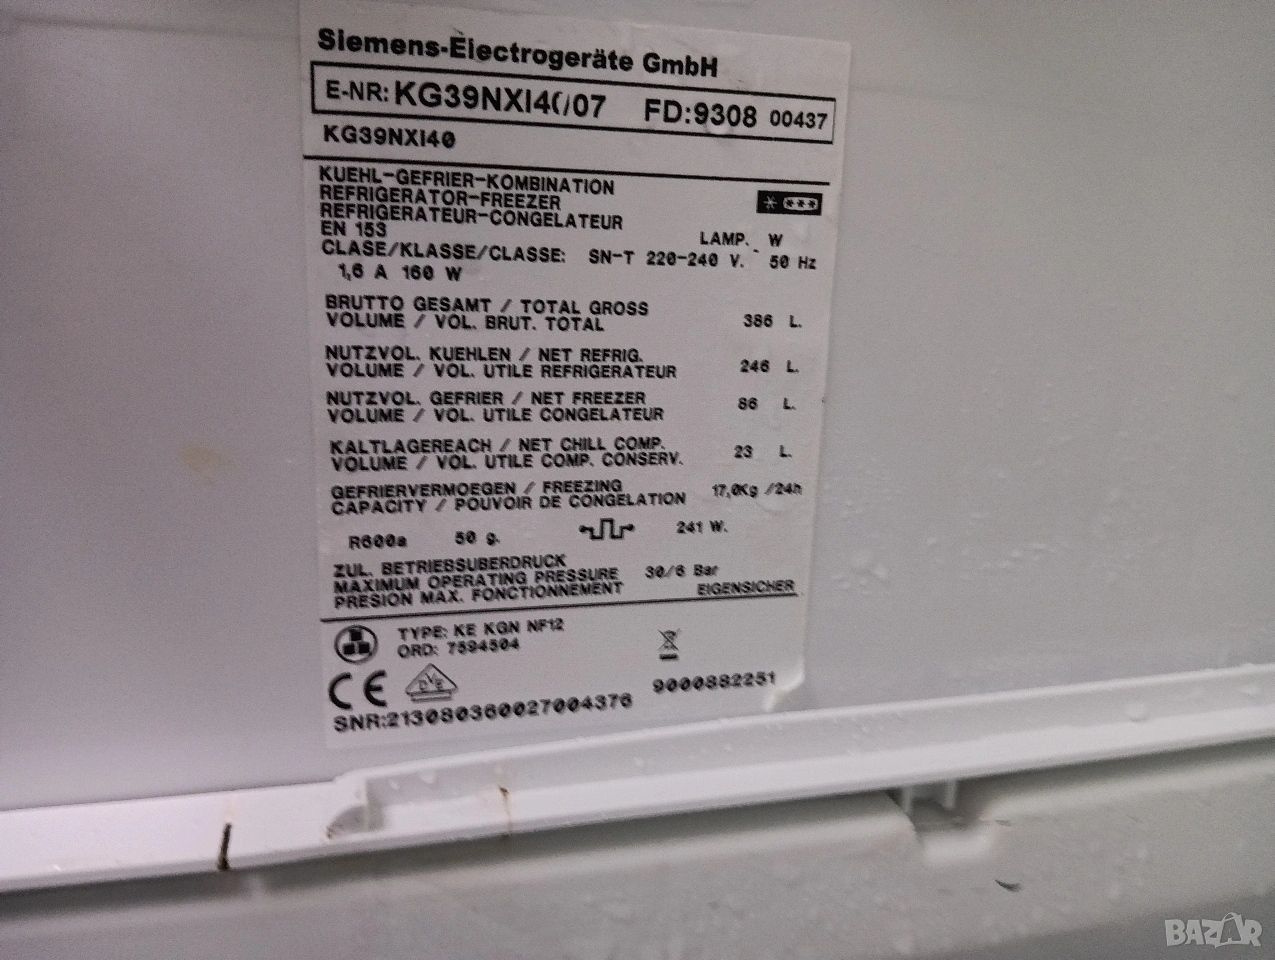 Siemens-Electrogeräte GmbH
E-NR: KG39NXI40/07 FD:9308 00437
KG39NXI40
KUEHL-GEFRIER-KOMBINATION
REFRIGERATOR-FREEZER
REFRIGERATEUR-CONGELATEUR
EN 153
LAMP. W
CLASE/KLASSE/CLASSE: SN-T 220-240 V. 50 Hz
1,6 A 160 W
BRUTTO GESAMT / TOTAL GROSS
VOLUME / VOL. BRUT. TOTAL 386 L.
NUTZVOL. KUEHLEN / NET REFRIG.
VOLUME / VOL. UTILE REFRIGERATEUR 246 L.
NUTZVOL. GEFRIER / NET FREEZER
VOLUME / VOL. UTILE CONGELATEUR 86 L.
KALTLAGEREACH / NET CHILL COMP.
VOLUME / VOL. UTILE COMP. CONSERV. 23 L.
GEFRIERVERMOEGEN / FREEZING
CAPACITY / POUVOIR DE CONGELATION 17,0Kg /24h
R600a 50 g. 241 W.
ZUL. BETRIEBSUBERDRUCK
MAXIMUM OPERATING PRESSURE 30/6 Bar
PRESION MAX. FONCTIONNEMENT EIGENSICHER
TYPE: KE KGN NF12
ORD: 7594504
CE DVE 9000882251
SNR:213080360027004376
BAZAR